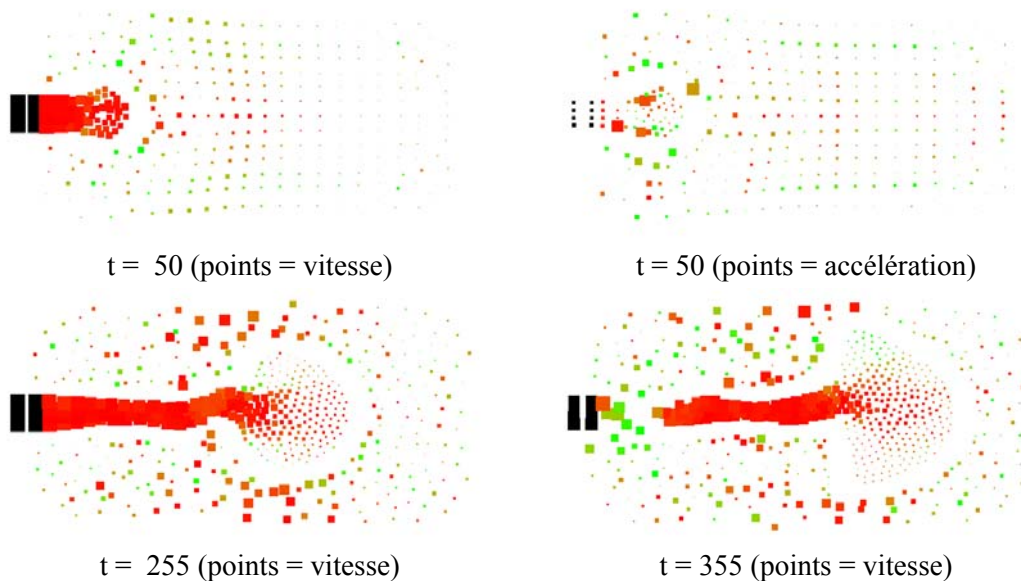 t = 50 (points = vitesse)
t = 50 (points = accélération)
t = 255 (points = vitesse)
t = 355 (points = vitesse)